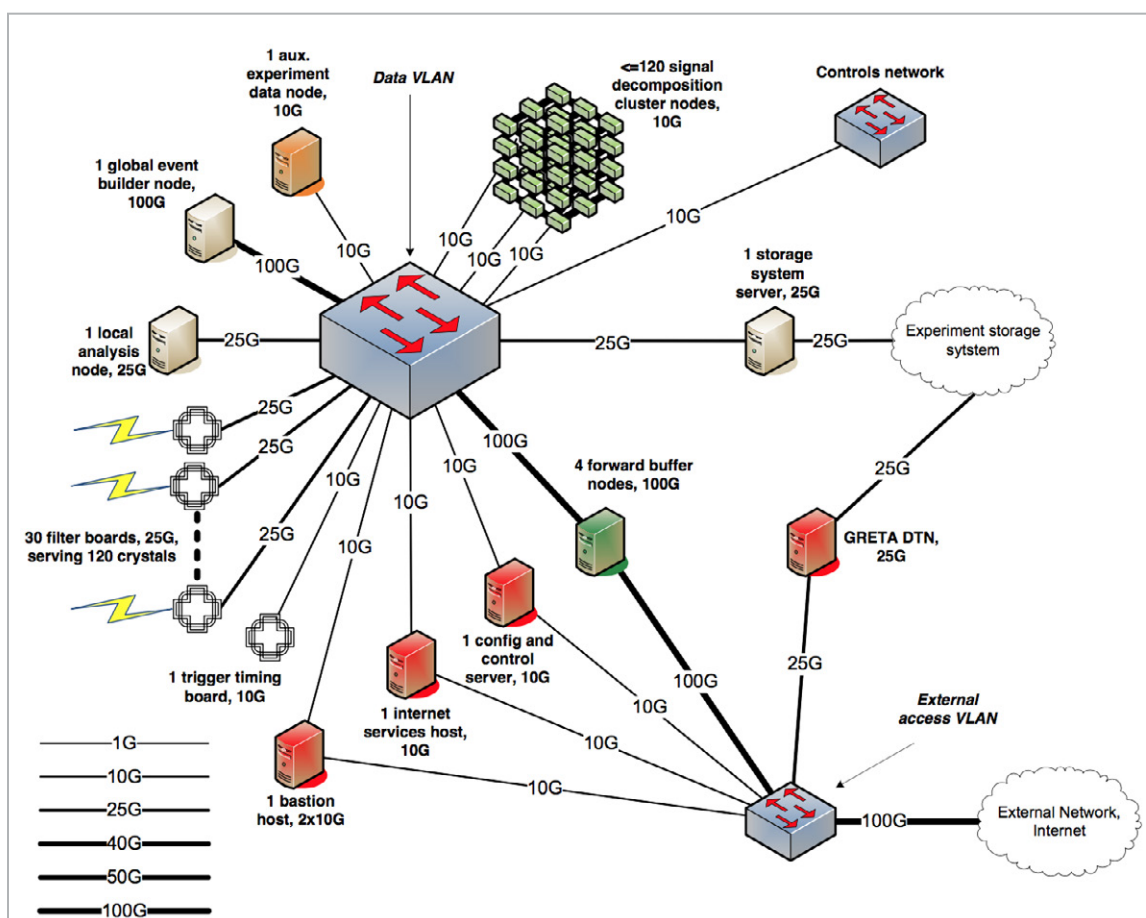 1 aux.
experiment
data node,
10G
Data VLAN
<=120 signal
decomposition
cluster nodes,
10G
Controls network
1 global event
builder node,
100G
10G
100G
10G
10G
10G
10G
1 storage
system
server, 25G
1 local
analysis
node, 25G
25G
25G
25G
Experiment storage
sytstem
25G
25G
25G
30 filter boards, 25G,
serving 120 crystals
10G
10G
10G
10G
100G
4 forward buffer
nodes, 100G
25G
GRETA DTN,
25G
1 trigger timing
board, 10G
1 config and
control
server, 10G
1 internet
services host,
10G
1 bastion
host, 2x10G
100G
10G
10G
10G
25G
External
access VLAN
100G
External Network,
Internet
1G
10G
25G
40G
50G
100G